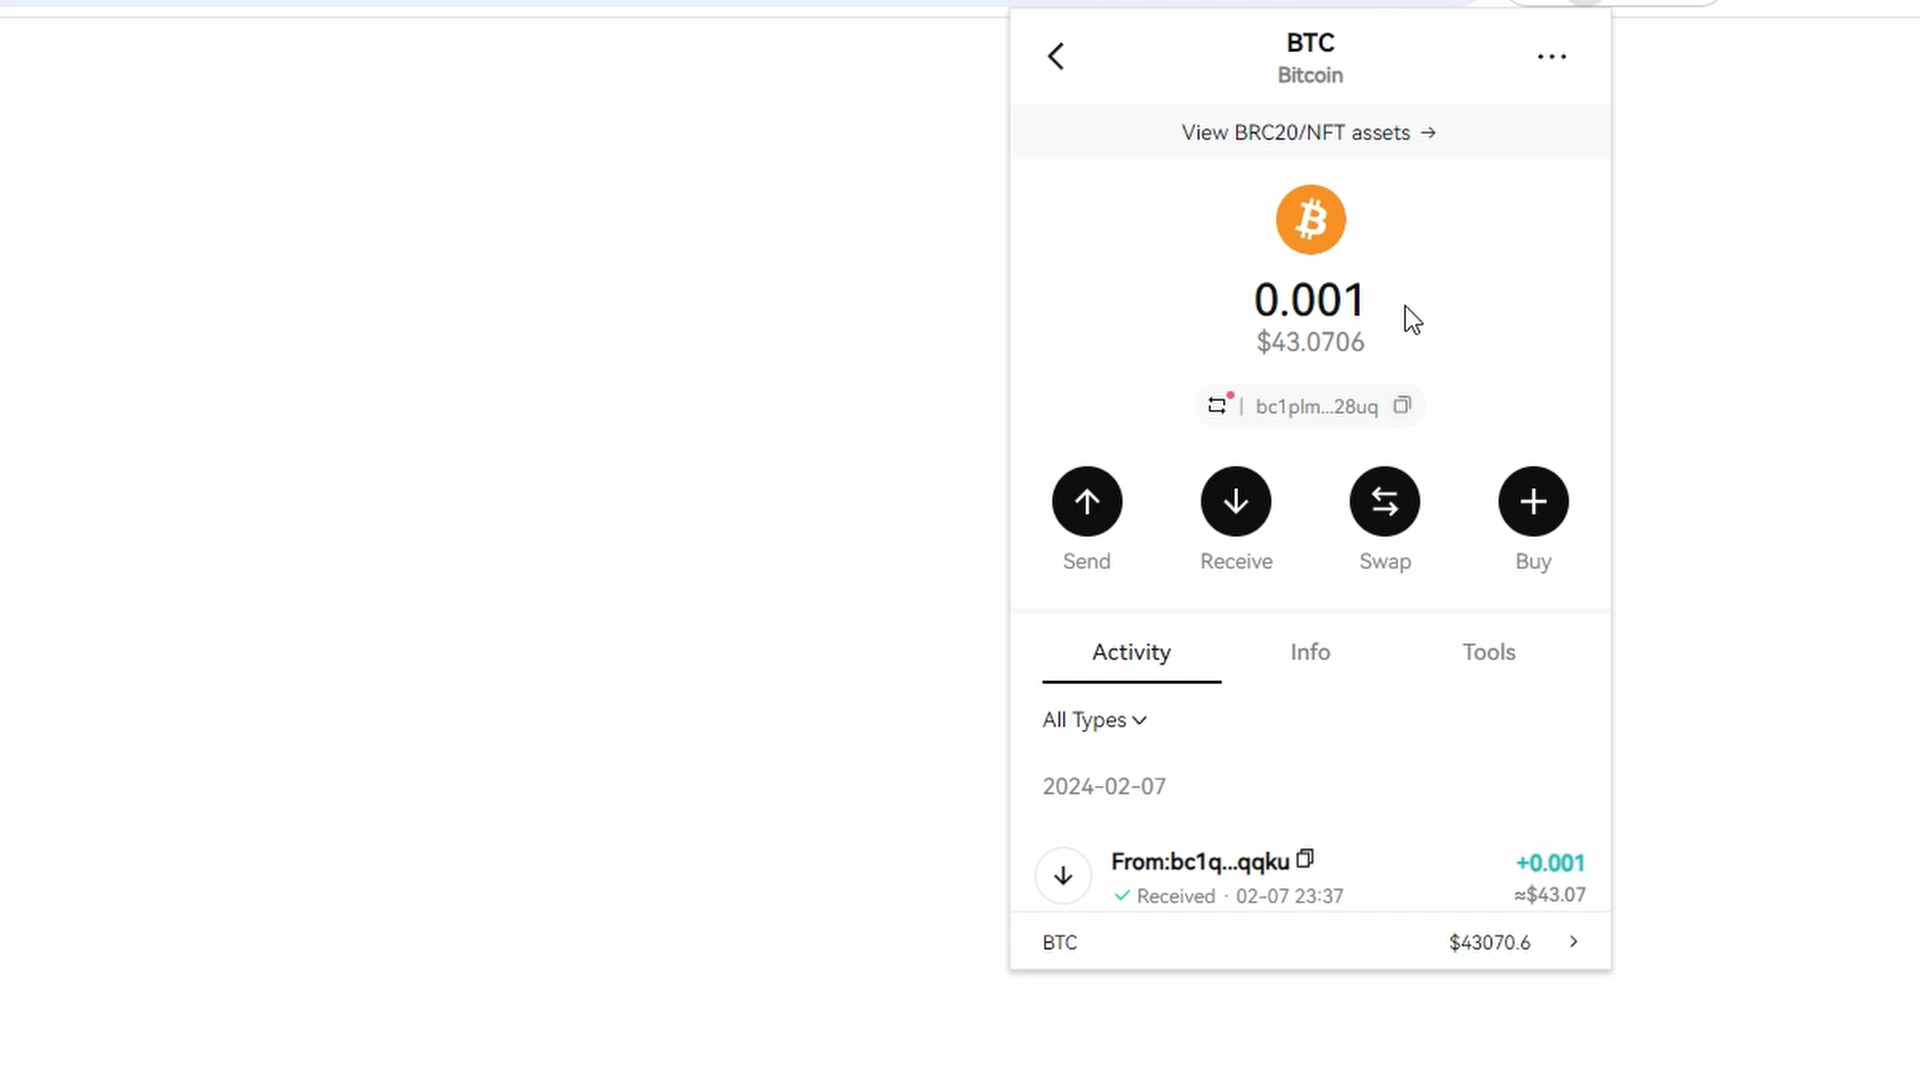 BTC
Bitcoin
View BRC20/NFT assets →
0.001
$43.0706
| bc1plm...28uq
Send
Receive
Swap
Buy
Activity
Info
Tools
All Types
2024-02-07
From:bc1q...qqku
+0.001
Received · 02-07 23:37
≈$43.07
BTC
$43070.6